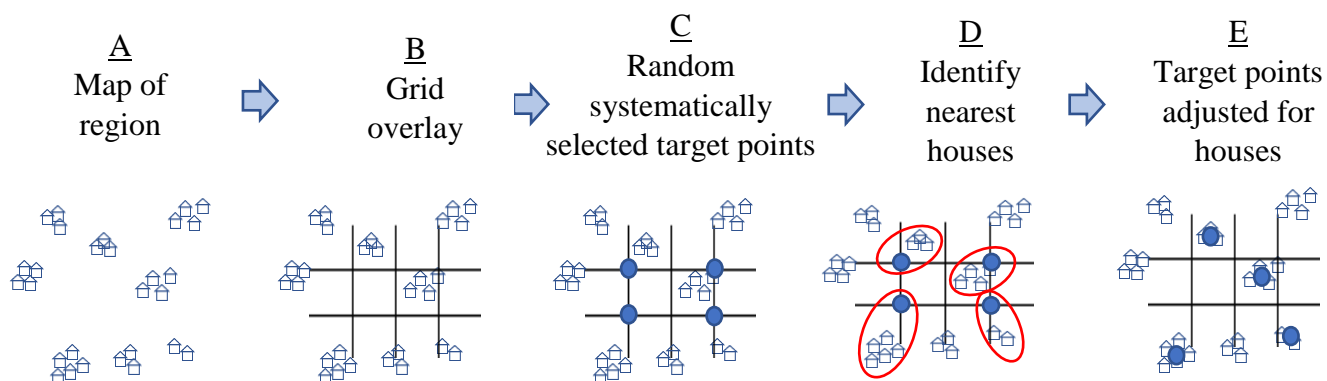 A
Map of
region
B
Grid
overlay
C
Random
systematically
selected target points
D
Identify
nearest
houses
E
Target points
adjusted for
houses